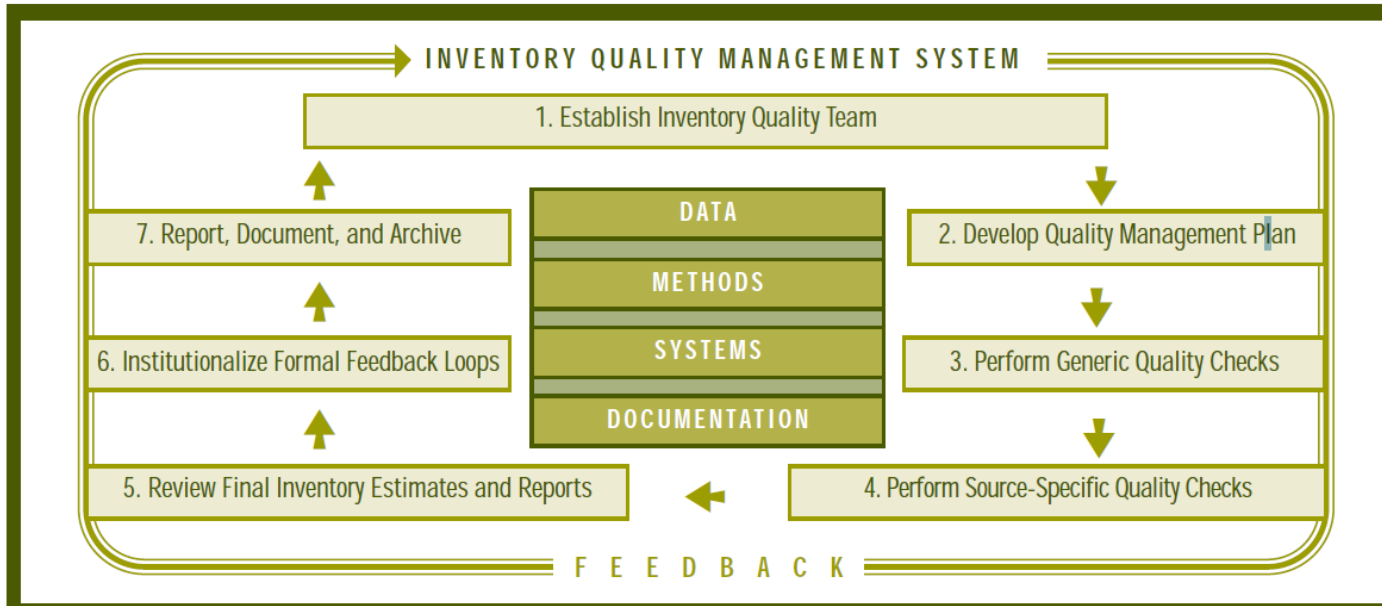 INVENTORY QUALITY MANAGEMENT SYSTEM
1. Establish Inventory Quality Team
2. Develop Quality Management Plan
3. Perform Generic Quality Checks
4. Perform Source-Specific Quality Checks
5. Review Final Inventory Estimates and Reports
6. Institutionalize Formal Feedback Loops
7. Report, Document, and Archive
DATA
METHODS
SYSTEMS
DOCUMENTATION
FEEDBACK